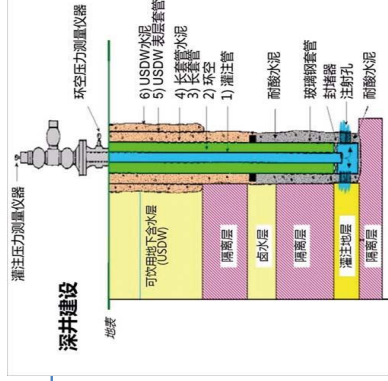 深井建设
灌注压力测量仪器
环空压力测量仪器
地表
6) USDW水泥
5) USDW 表层套管
4) 长套管水泥
3) 长套管
2) 环空
1) 灌注管
耐酸水泥
玻璃钢套管
封堵器
注射孔
耐酸水泥
可饮用地下含水层
(USDW)
隔离层
卤水层
隔离层
灌注地层